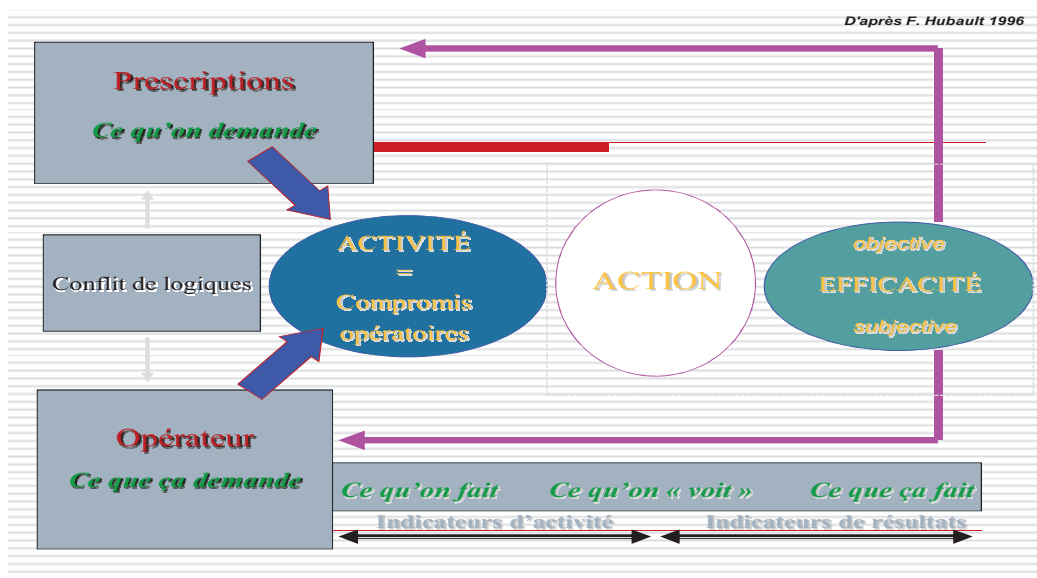 D'après F. Hubault 1996
Prescriptions
Ce qu'on demande
Conflit de logiques
ACTIVITÉ
=
Compromis
opératoires
ACTION
objective
EFFICACITÉ
subjective
Opérateur
Ce que ça demande
Ce qu'on fait
Ce qu'on « voit »
Ce que ça fait
Indicateurs d'activité
Indicateurs de résultats